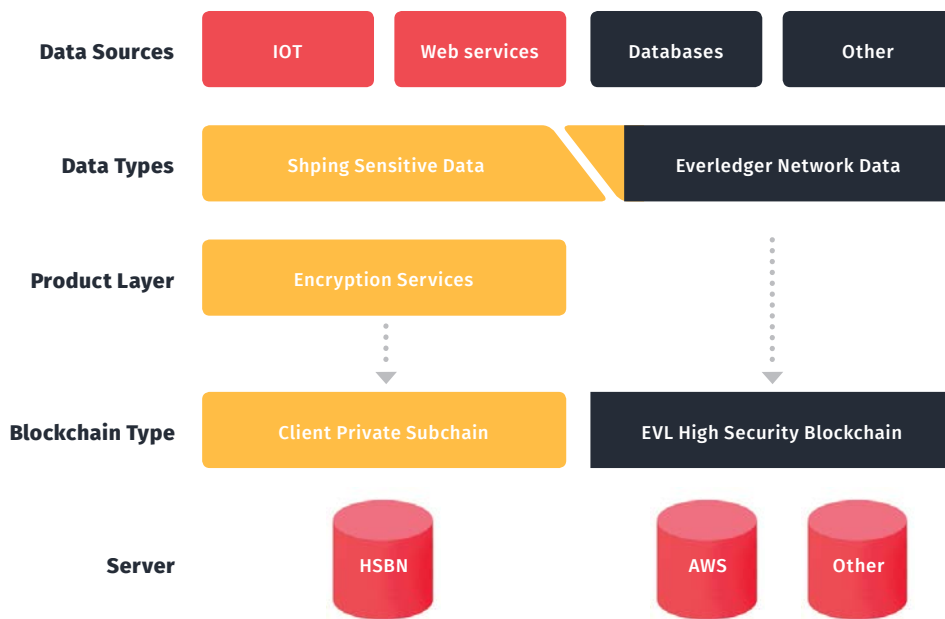 Data Sources
IOT
Web services
Databases
Other
Data Types
Shping Sensitive Data
Everledger Network Data
Product Layer
Encryption Services
Blockchain Type
Client Private Subchain
EVL High Security Blockchain
Server
HSBN
AWS
Other